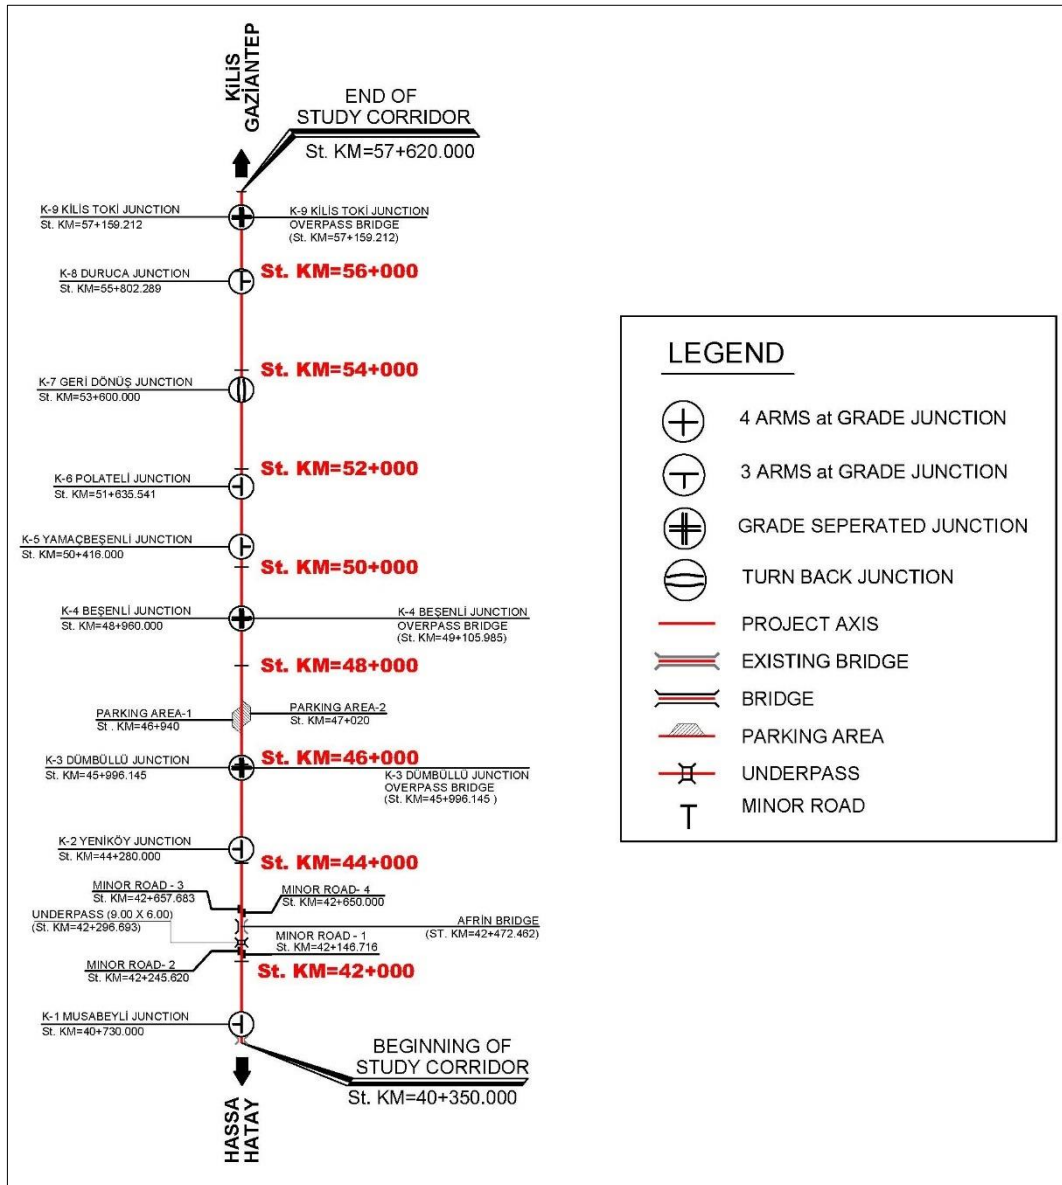 KİLİS
GAZİANTEP
END OF
STUDY CORRIDOR
St. KM=57+620.000
K-9 KİLİS TOKİ JUNCTION
St. KM=57+159.212
K-9 KİLİS TOKİ JUNCTION
OVERPASS BRIDGE
(St. KM=57+159.212)
St. KM=56+000
K-8 DURUCA JUNCTION
St. KM=55+802.289
St. KM=54+000
K-7 GERİ DÖNÜŞ JUNCTION
St. KM=53+600.000
St. KM=52+000
K-6 POLATELİ JUNCTION
St. KM=51+635.541
K-5 YAMAÇBEŞENLİ JUNCTION
St. KM=50+416.000
St. KM=50+000
K-4 BEŞENLİ JUNCTION
St. KM=48+960.000
K-4 BEŞENLİ JUNCTION
OVERPASS BRIDGE
(St. KM=49+105.985)
St. KM=48+000
PARKING AREA-1
St . KM=46+940
PARKING AREA-2
St. KM=47+020
St. KM=46+000
K-3 DÜMBÜLLÜ JUNCTION
St. KM=45+996.145
K-3 DÜMBÜLLÜ JUNCTION
OVERPASS BRIDGE
(St. KM=45+996.145 )
K-2 YENİKÖY JUNCTION
St. KM=44+280.000
St. KM=44+000
MINOR ROAD - 3
St. KM=42+657.683
MINOR ROAD- 4
St. KM=42+650.000
UNDERPASS (9.00 X 6.00)
(St. KM=42+296.693)
AFRİN BRIDGE
(ST. KM=42+472.462)
MINOR ROAD - 1
St. KM=42+146.716
MINOR ROAD- 2
St. KM=42+245.620
St. KM=42+000
K-1 MUSABEYLİ JUNCTION
St. KM=40+730.000
BEGINNING OF
STUDY CORRIDOR
St. KM=40+350.000
HASSA
HATAY
LEGEND
4 ARMS at GRADE JUNCTION
3 ARMS at GRADE JUNCTION
GRADE SEPERATED JUNCTION
TURN BACK JUNCTION
PROJECT AXIS
EXISTING BRIDGE
BRIDGE
PARKING AREA
UNDERPASS
MINOR ROAD